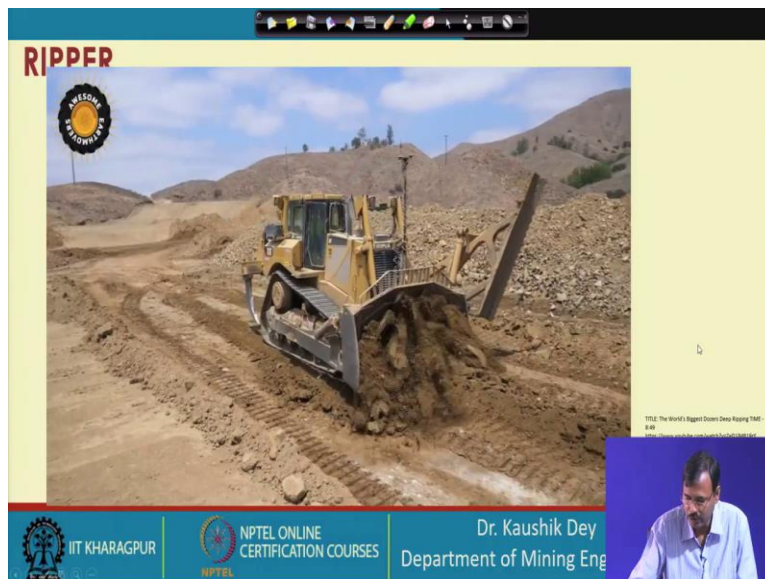 RIPPER
AWESOME
EARTHMOVERS
TITLE: The World's Biggest Dozers Deep Ripping TIME -
8:49
IIT KHARAGPUR
NPTEL
NPTEL ONLINE
CERTIFICATION COURSES
Dr. Kaushik Dey
Department of Mining Eng